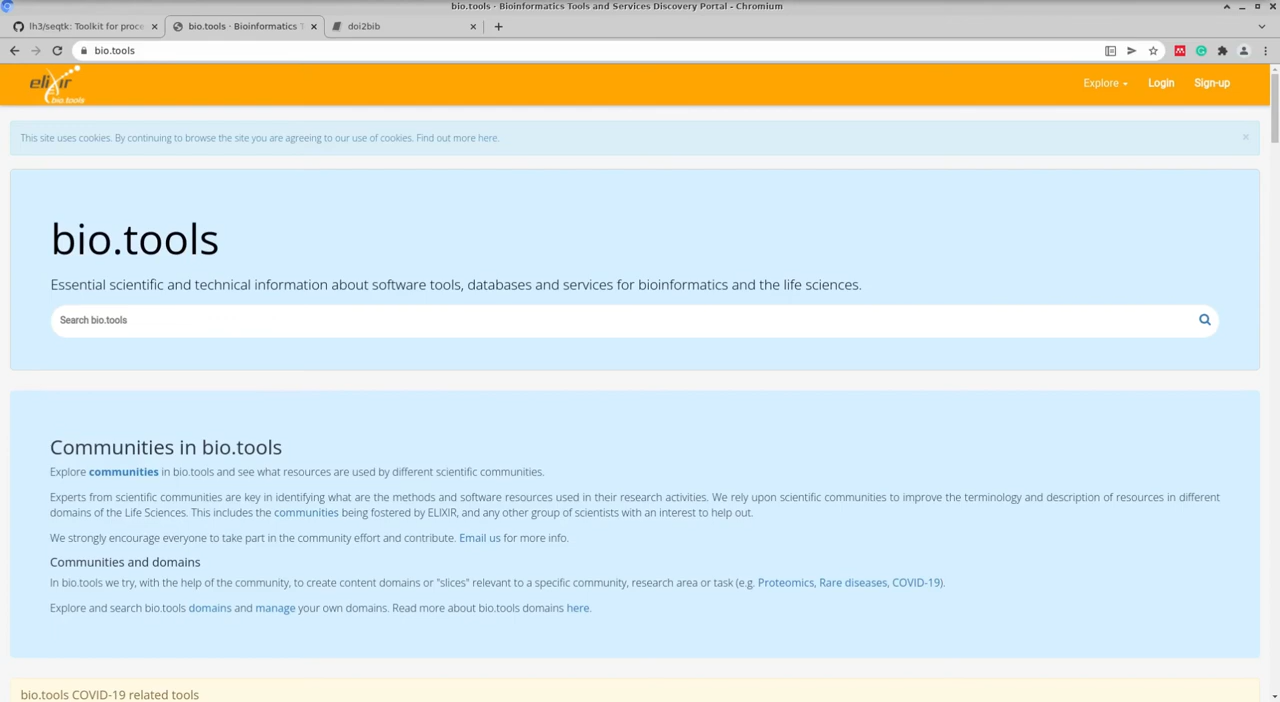 bio.tools · Bioinformatics Tools and Services Discovery Portal - Chromium
lh3/seqtk: Toolkit for proce
bio.tools · Bioinformatics T
doi2bib
bio.tools
elixir
bio.tools
Explore
Login
Sign-up
This site uses cookies. By continuing to browse the site you are agreeing to our use of cookies. Find out more here.
bio.tools
Essential scientific and technical information about software tools, databases and services for bioinformatics and the life sciences.
Search bio.tools
Communities in bio.tools
Explore communities in bio.tools and see what resources are used by different scientific communities.
Experts from scientific communities are key in identifying what are the methods and software resources used in their research activities. We rely upon scientific communities to improve the terminology and description of resources in different
domains of the Life Sciences. This includes the communities being fostered by ELIXIR, and any other group of scientists with an interest to help out.
We strongly encourage everyone to take part in the community effort and contribute. Email us for more info.
Communities and domains
In bio.tools we try, with the help of the community, to create content domains or "slices" relevant to a specific community, research area or task (e.g. Proteomics, Rare diseases, COVID-19).
Explore and search bio.tools domains and manage your own domains. Read more about bio.tools domains here.
bio.tools COVID-19 related tools